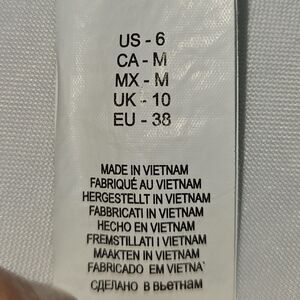 US - 6
CA - M
MX - M
UK - 10
EU - 38
MADE IN VIETNAM
FABRIQUÉ AU VIETNAM
HERGESTELLT IN VIETNAM
FABBRICATI IN VIETNAM
HECHO EN VIETNAM
FREMSTILLATI I VIETNAM
MAAKTEN IN VIETNAM
FABRICADO EM VIETNA
СДЕЛАНО В Вьетнам